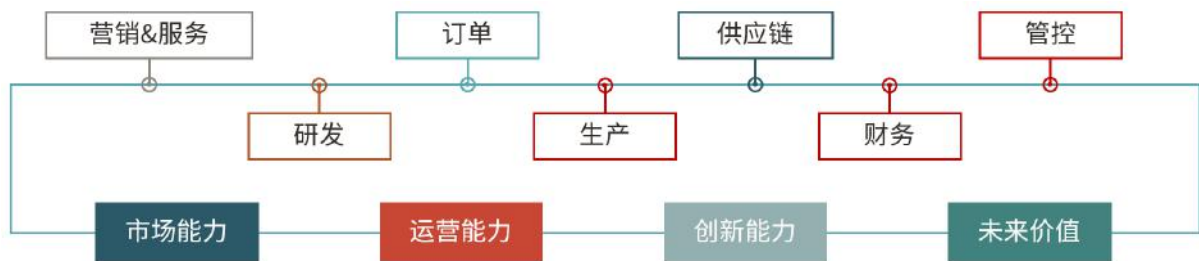 营销&服务
订单
供应链
管控
研发
生产
财务
市场能力
运营能力
创新能力
未来价值